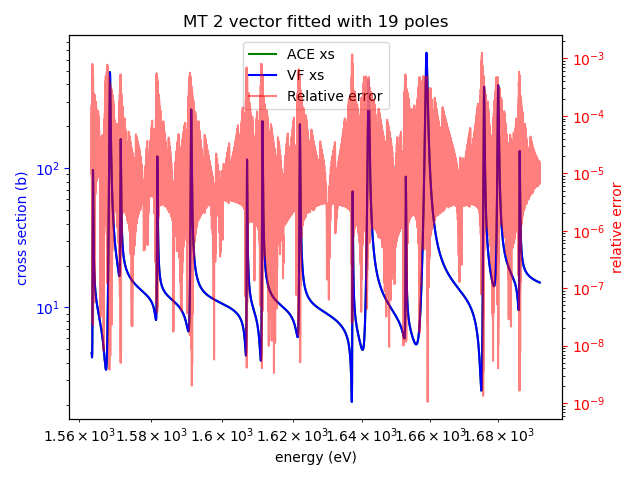 MT 2 vector fitted with 19 poles
ACE xs
VF xs
Relative error
cross section (b)
10²
10¹
relative error
10⁻³
10⁻⁴
10⁻⁵
10⁻⁶
10⁻⁷
10⁻⁸
10⁻⁹
1.56×10³ 1.58×10³ 1.6×10³ 1.62×10³ 1.64×10³ 1.66×10³ 1.68×10³
energy (eV)